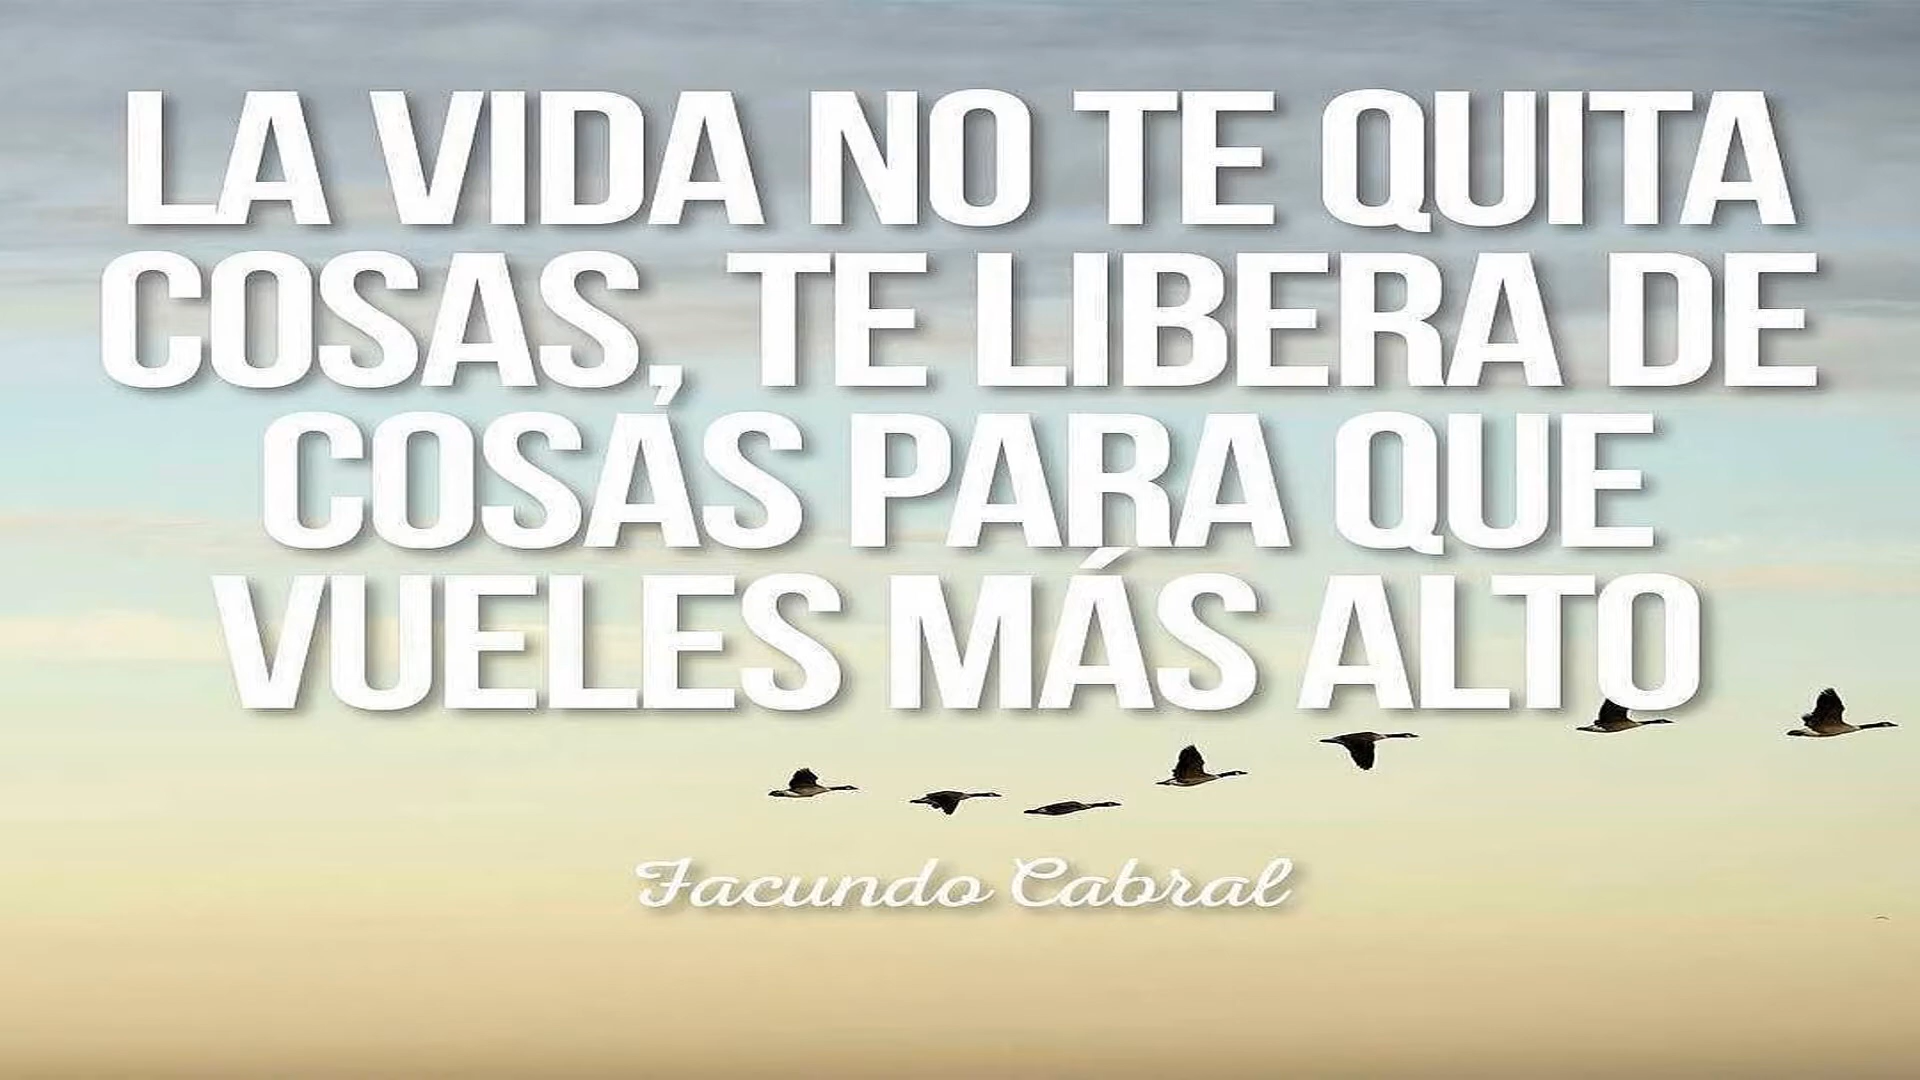 LA VIDA NO TE QUITA
COSAS, TE LIBERA DE
COSAS PARA QUE
VUELES MÁS ALTO
Facundo Cabral